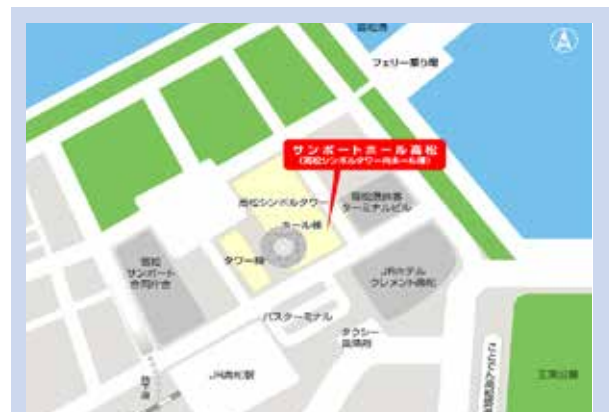 フェリー乗り場
サンポートホール高松
(高松シンボルタワー内ホール棟)
高松シンボルタワー
ホール棟
タワー棟
高松港旅客
ターミナルビル
高松
サンポート
合同庁舎
JRホテル
クレメント高松
バスターミナル
タクシー
JR高松駅
地下道
玉藻公園